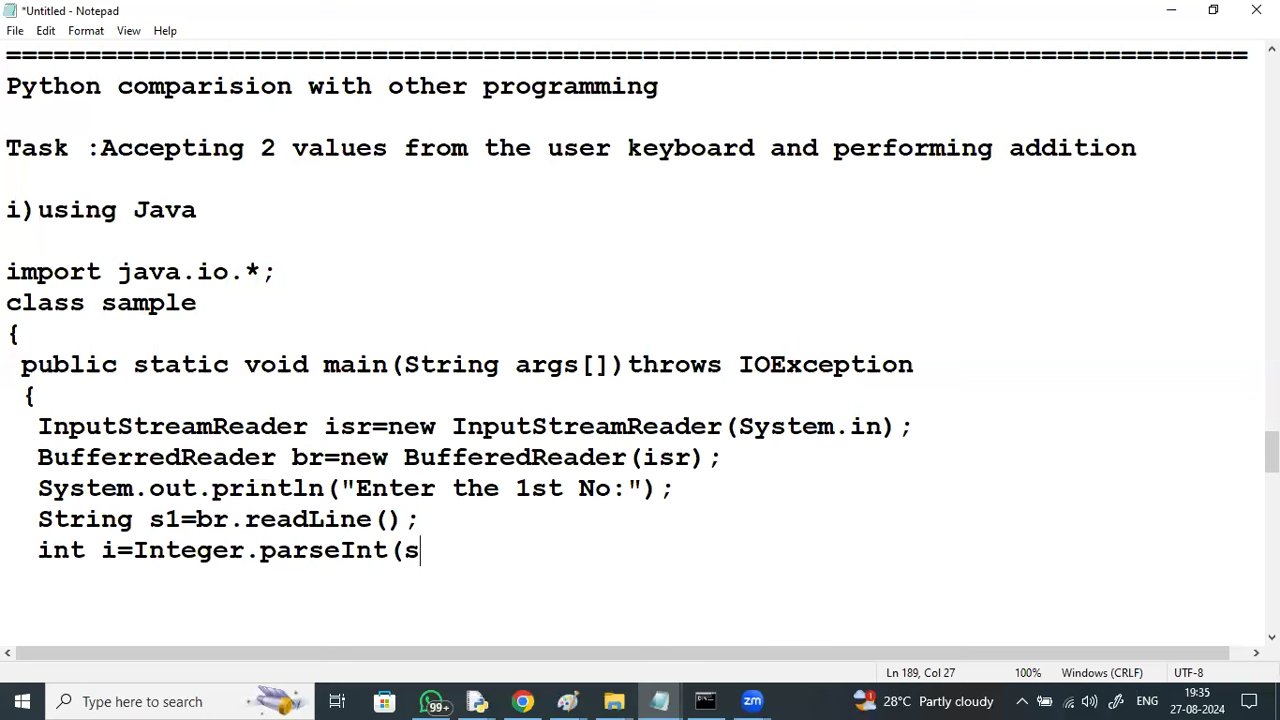 *Untitled - Notepad
File Edit Format View Help
================================================================================
Python comparision with other programming
Task :Accepting 2 values from the user keyboard and performing addition
i)using Java
import java.io.*;
class sample
{
public static void main(String args[])throws IOException
{
InputStreamReader isr=new InputStreamReader(System.in);
BufferredReader br=new BufferedReader(isr);
System.out.println("Enter the 1st No:");
String s1=br.readLine();
int i=Integer.parseInt(s
Ln 189, Col 27 100% Windows (CRLF) UTF-8
Type here to search 99+ 28°C Partly cloudy ENG 19:35
27-08-2024